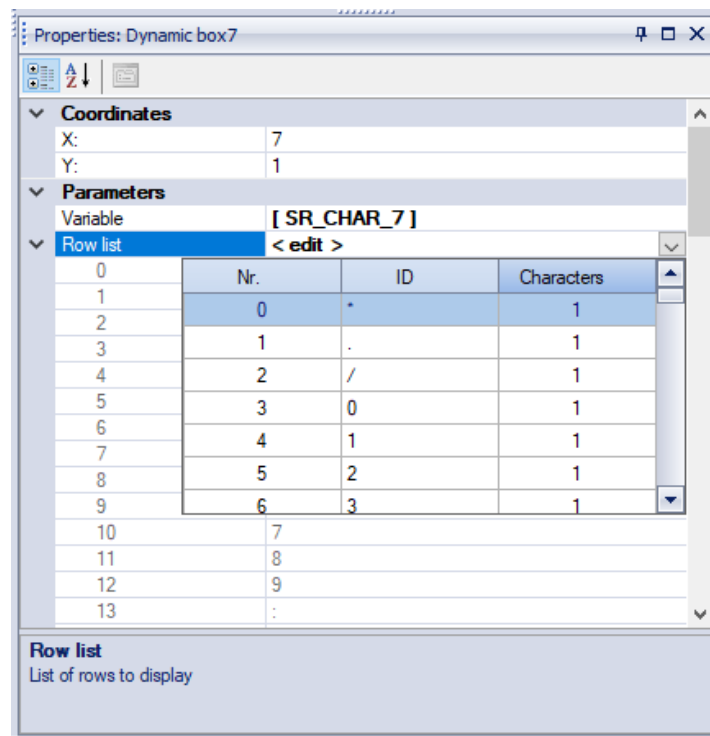 Properties: Dynamic box7
Coordinates
X: 7
Y: 1
Parameters
Variable [ SR_CHAR_7 ]
Row list < edit >
Nr. ID Characters
0 * 1
1 . 1
2 / 1
3 0 1
4 1 1
5 2 1
6 3 1
0
1
2
3
4
5
6
7
8
9
10 7
11 8
12 9
13 :
Row list
List of rows to display